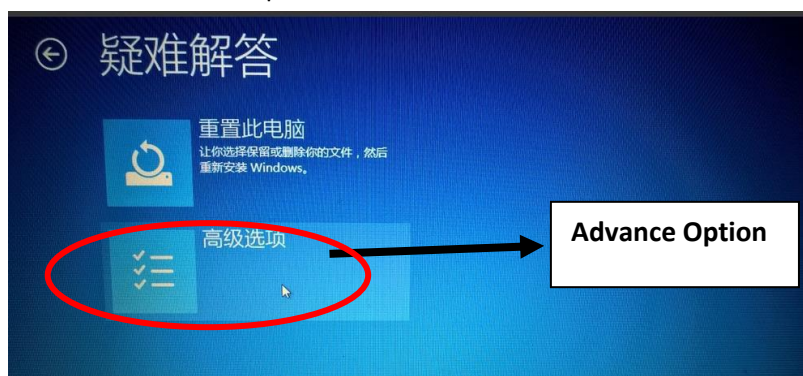 疑难解答
重置此电脑
让你选择保留或删除你的文件，然后
重新安装 Windows。
高级选项
Advance Option